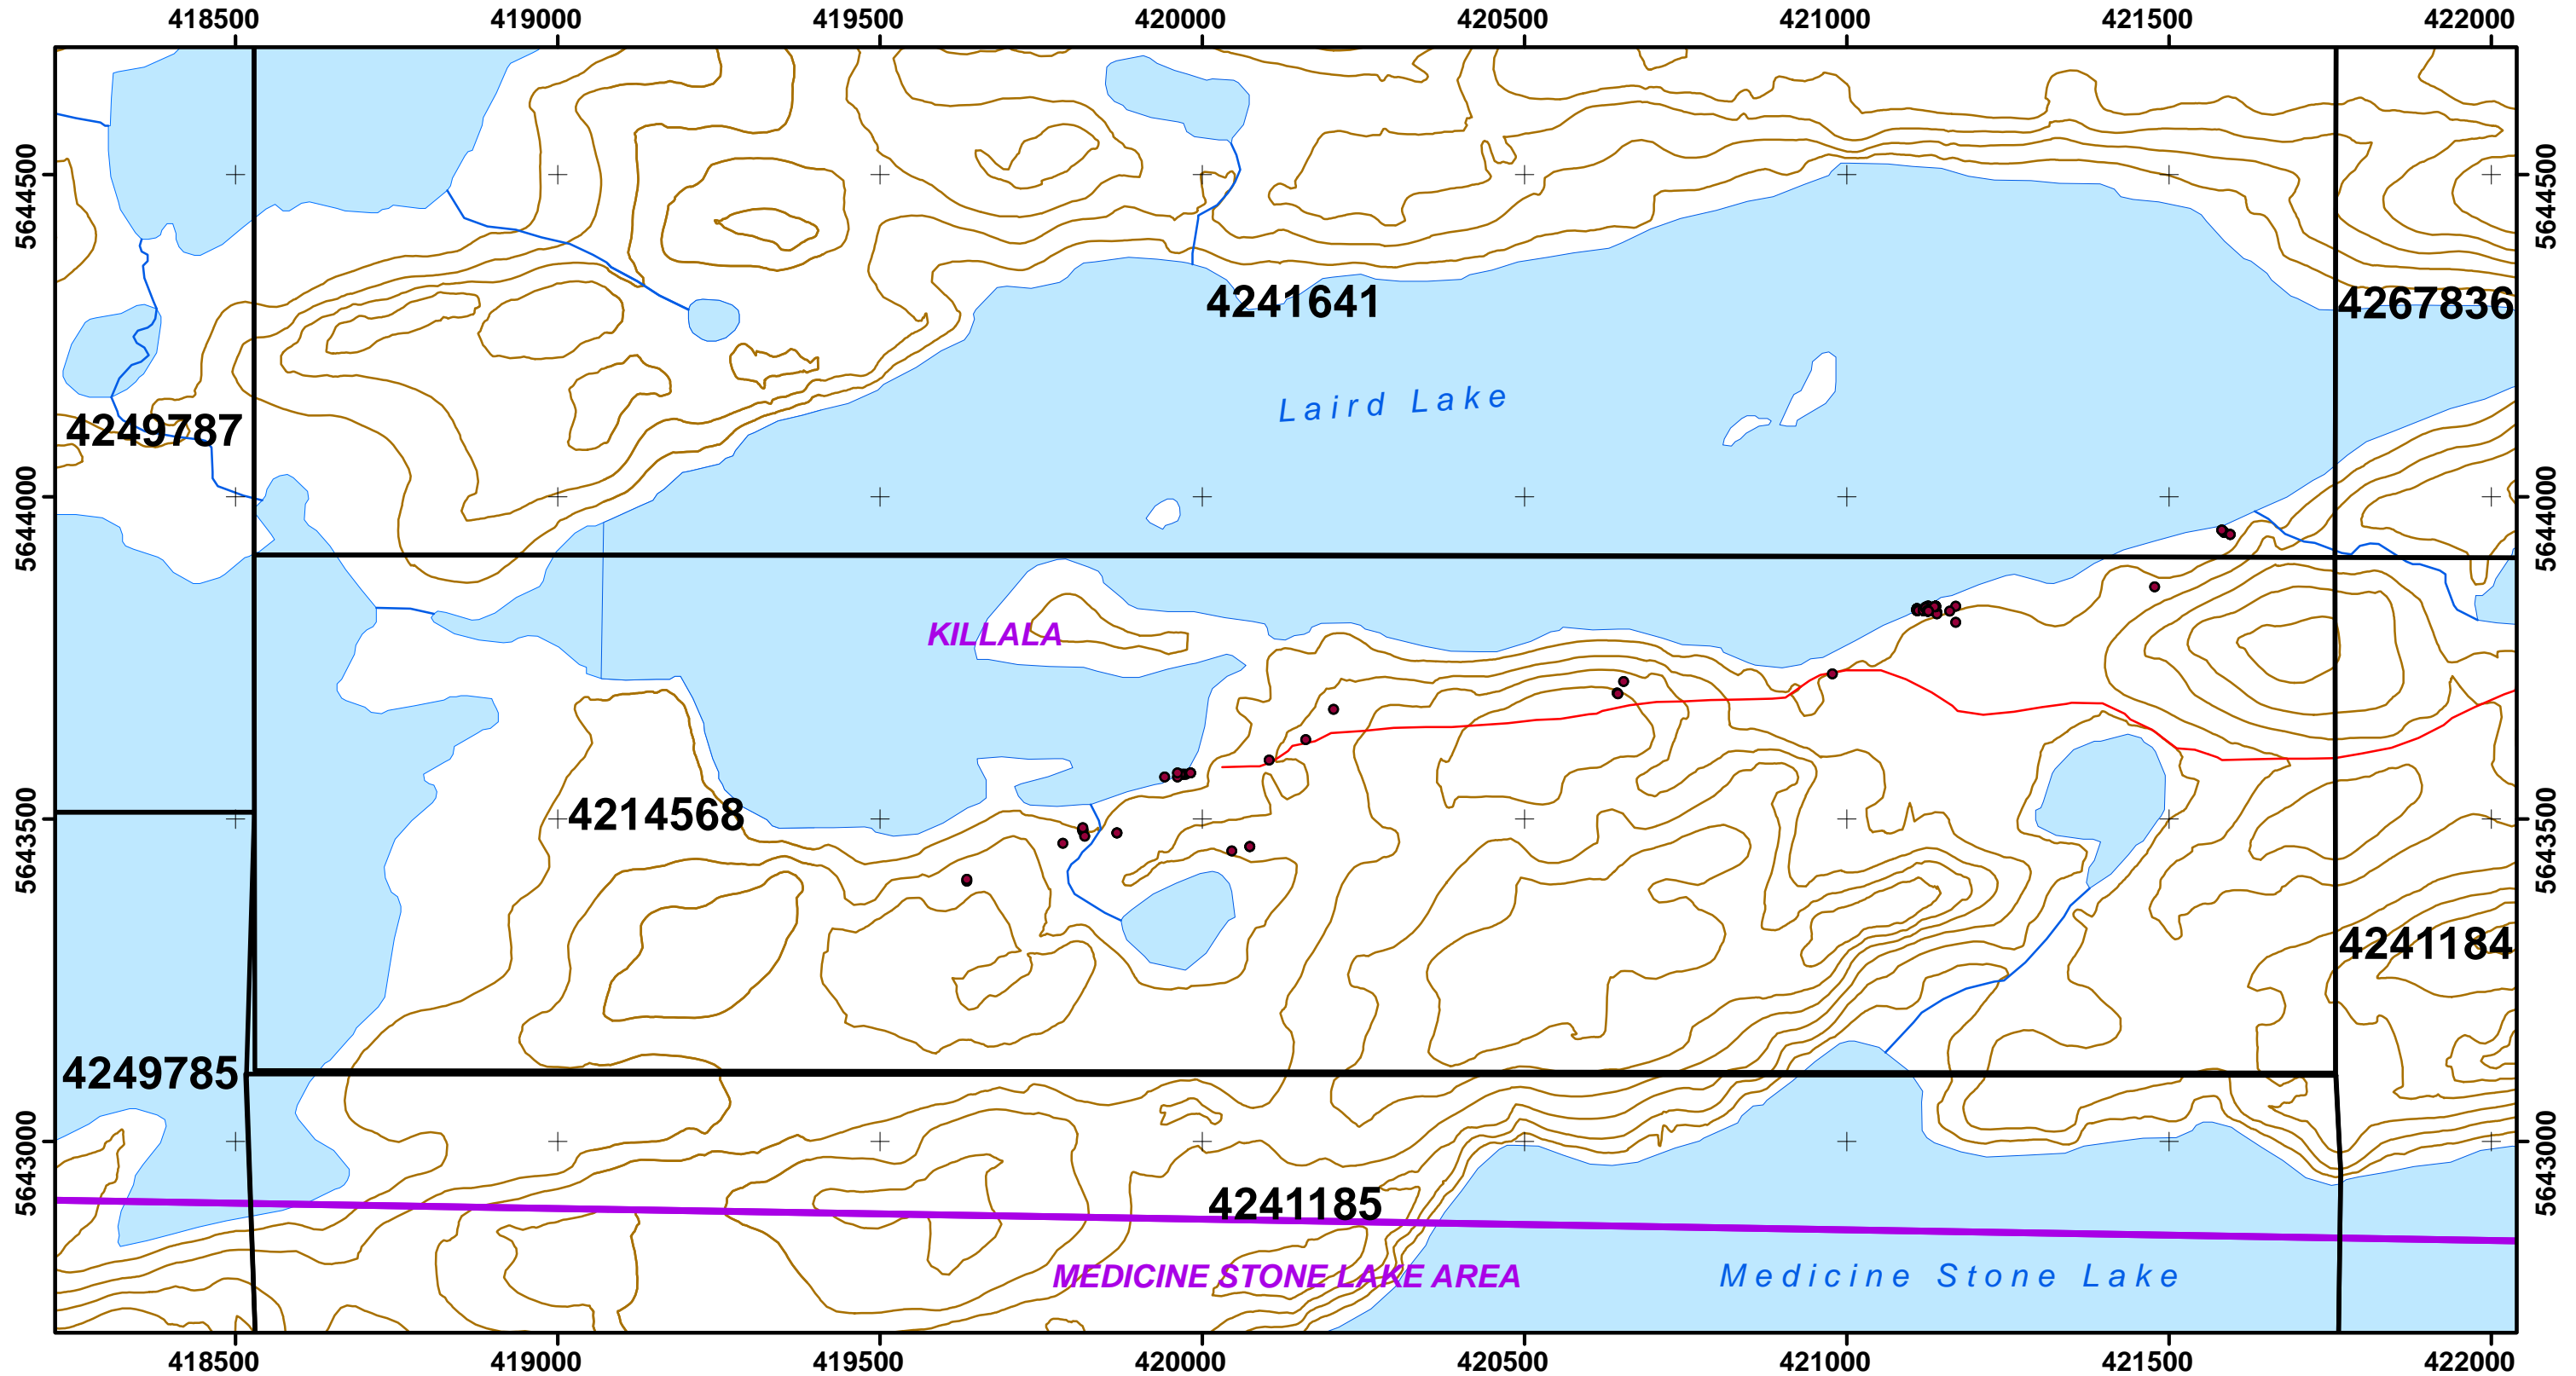 418500 419000 419500 420000 420500 421000 421500 422000
5644500 5644500
4241641 4267836
Laird Lake
4249787
5644000 5644000
KILLALA
4214568
5643500 5643500
4241184
4249785
5643000 5643000
4241185
MEDICINE STONE LAKE AREA Medicine Stone Lake
418500 419000 419500 420000 420500 421000 421500 422000